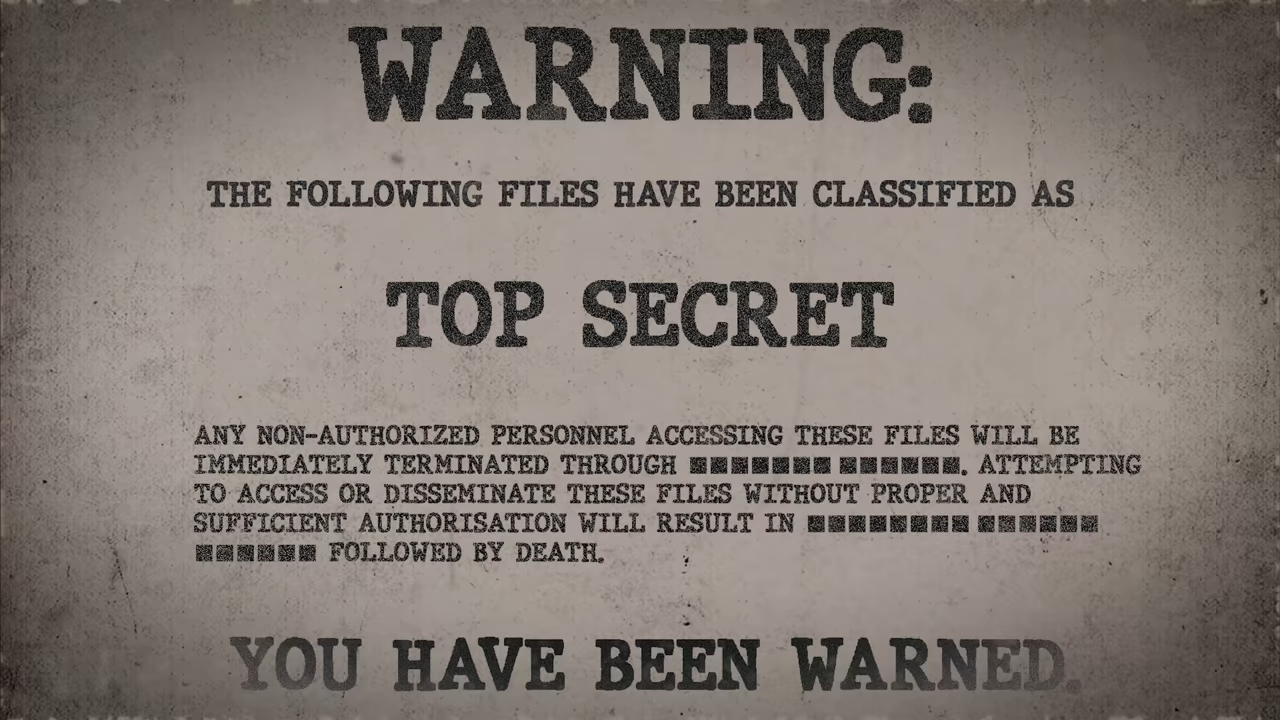 WARNING:
THE FOLLOWING FILES HAVE BEEN CLASSIFIED AS
TOP SECRET
ANY NON-AUTHORIZED PERSONNEL ACCESSING THESE FILES WILL BE
IMMEDIATELY TERMINATED THROUGH ■■■■■■■ ■■■■■■. ATTEMPTING
TO ACCESS OR DISSEMINATE THESE FILES WITHOUT PROPER AND
SUFFICIENT AUTHORISATION WILL RESULT IN ■■■■■■■■ ■■■■■■
■■■■■■ FOLLOWED BY DEATH.
YOU HAVE BEEN WARNED.